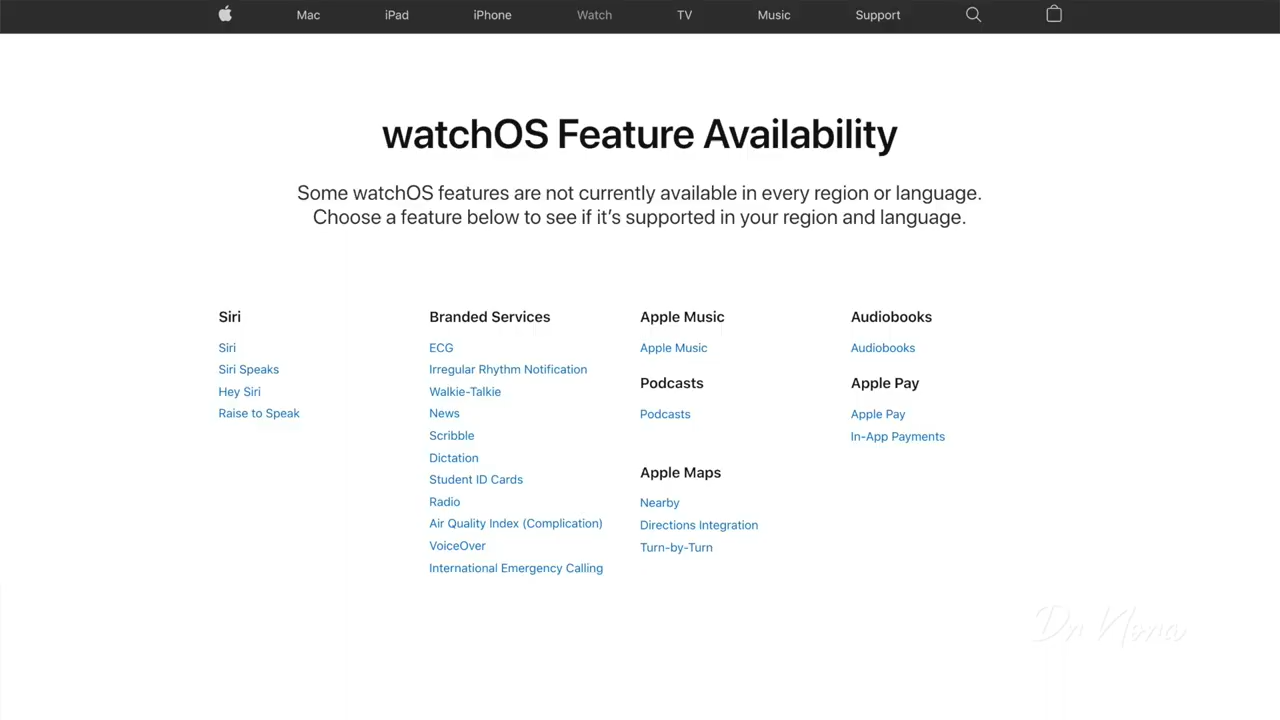 Mac iPad iPhone Watch TV Music Support
watchOS Feature Availability
Some watchOS features are not currently available in every region or language.
Choose a feature below to see if it’s supported in your region and language.
Siri
Siri
Siri Speaks
Hey Siri
Raise to Speak
Branded Services
ECG
Irregular Rhythm Notification
Walkie-Talkie
News
Scribble
Dictation
Student ID Cards
Radio
Air Quality Index (Complication)
VoiceOver
International Emergency Calling
Apple Music
Apple Music
Podcasts
Podcasts
Apple Maps
Nearby
Directions Integration
Turn-by-Turn
Audiobooks
Audiobooks
Apple Pay
Apple Pay
In-App Payments
Dr Nona